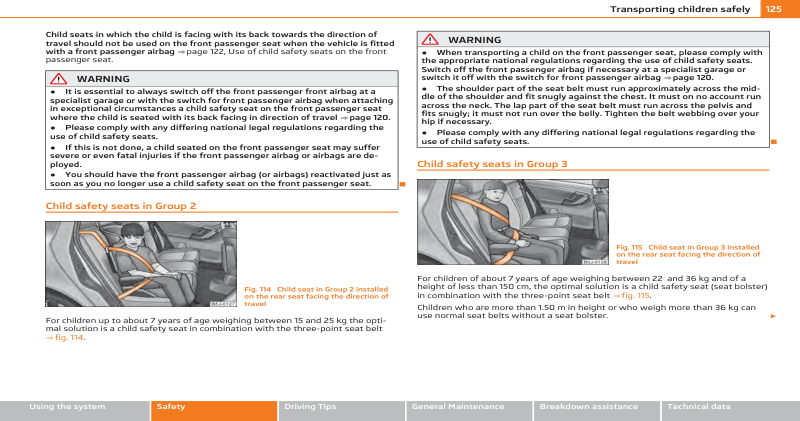 Transporting children safely 125
Child seats in which the child is facing with its back towards the direction of
travel should not be used on the front passenger seat when the vehicle is fitted
with a front passenger airbag ⇒ page 122, Use of child safety seats on the front
passenger seat.
WARNING
• It is essential to always switch off the front passenger front airbag at a
specialist garage or with the switch for front passenger airbag when attaching
in exceptional circumstances a child safety seat on the front passenger seat
where the child is seated with its back facing in direction of travel ⇒ page 120.
• Please comply with any differing national legal regulations regarding the
use of child safety seats.
• If this is not done, a child seated on the front passenger seat may suffer
severe or even fatal injuries if the front passenger airbag or airbags are de-
ployed.
• You should have the front passenger airbag (or airbags) reactivated just as
soon as you no longer use a child safety seat on the front passenger seat.
Child safety seats in Group 2
Fig. 114 Child seat in Group 2 installed
on the rear seat facing the direction of
travel
For children up to about 7 years of age weighing between 15 and 25 kg the opti-
mal solution is a child safety seat in combination with the three-point seat belt
⇒ fig. 114.
WARNING
• When transporting a child on the front passenger seat, please comply with
the appropriate national regulations regarding the use of child safety seats.
Switch off the front passenger airbag if necessary at a specialist garage or
switch it off with the switch for front passenger airbag ⇒ page 120.
• The shoulder part of the seat belt must run approximately across the mid-
dle of the shoulder and fit snugly against the chest. It must on no account run
across the neck. The lap part of the seat belt must run across the pelvis and
fits snugly; it must not run over the belly. Tighten the belt webbing over your
hip if necessary.
• Please comply with any differing national legal regulations regarding the
use of child safety seats.
Child safety seats in Group 3
Fig. 115 Child seat in Group 3 installed
on the rear seat facing the direction of
travel
For children of about 7 years of age weighing between 22 and 36 kg and of a
height of less than 150 cm, the optimal solution is a child safety seat (seat bolster)
in combination with the three-point seat belt ⇒ fig. 115.
Children who are more than 1.50 m in height or who weigh more than 36 kg can
use normal seat belts without a seat bolster.
Using the system Safety Driving Tips General Maintenance Breakdown assistance Technical data